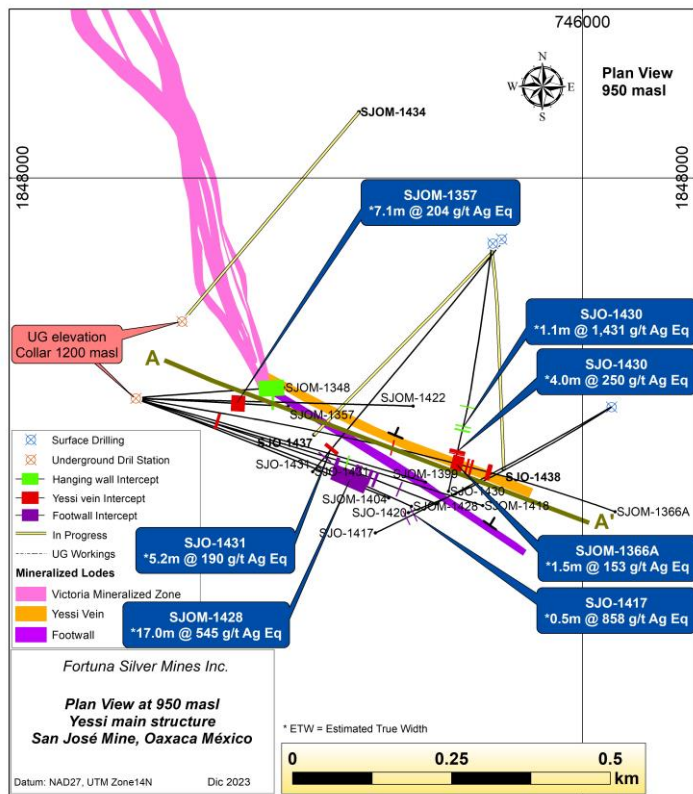 746000
Plan View
950 masl
N
W
E
S
SJOM-1434
1848000
1848000
SJOM-1357
*7.1m @ 204 g/t Ag Eq
UG elevation
Collar 1200 masl
SJO-1430
*1.1m @ 1,431 g/t Ag Eq
SJO-1430
*4.0m @ 250 g/t Ag Eq
A
SJOM-1348
SJOM-1422
SJOM-1357
SJO-1437
SJO-1431
SJOM-1399
SJO-1438
SJOM-1404
SJO-1430
SJO-1420
SJOM-1428
SJOM-1418
SJOM-1366A
A'
SJO-1417
Surface Drilling
Underground Dril Station
Hanging wall Intercept
Yessi vein Intercept
Footwall Intercept
In Progress
UG Workings
Mineralized Lodes
Victoria Mineralized Zone
Yessi Vein
Footwall
SJO-1431
*5.2m @ 190 g/t Ag Eq
SJOM-1366A
*1.5m @ 153 g/t Ag Eq
SJOM-1428
*17.0m @ 545 g/t Ag Eq
SJO-1417
*0.5m @ 858 g/t Ag Eq
Fortuna Silver Mines Inc.
Plan View at 950 masl
Yessi main structure
San José Mine, Oaxaca México
Datum: NAD27, UTM Zone14N
Dic 2023
* ETW = Estimated True Width
0
0.25
0.5
km